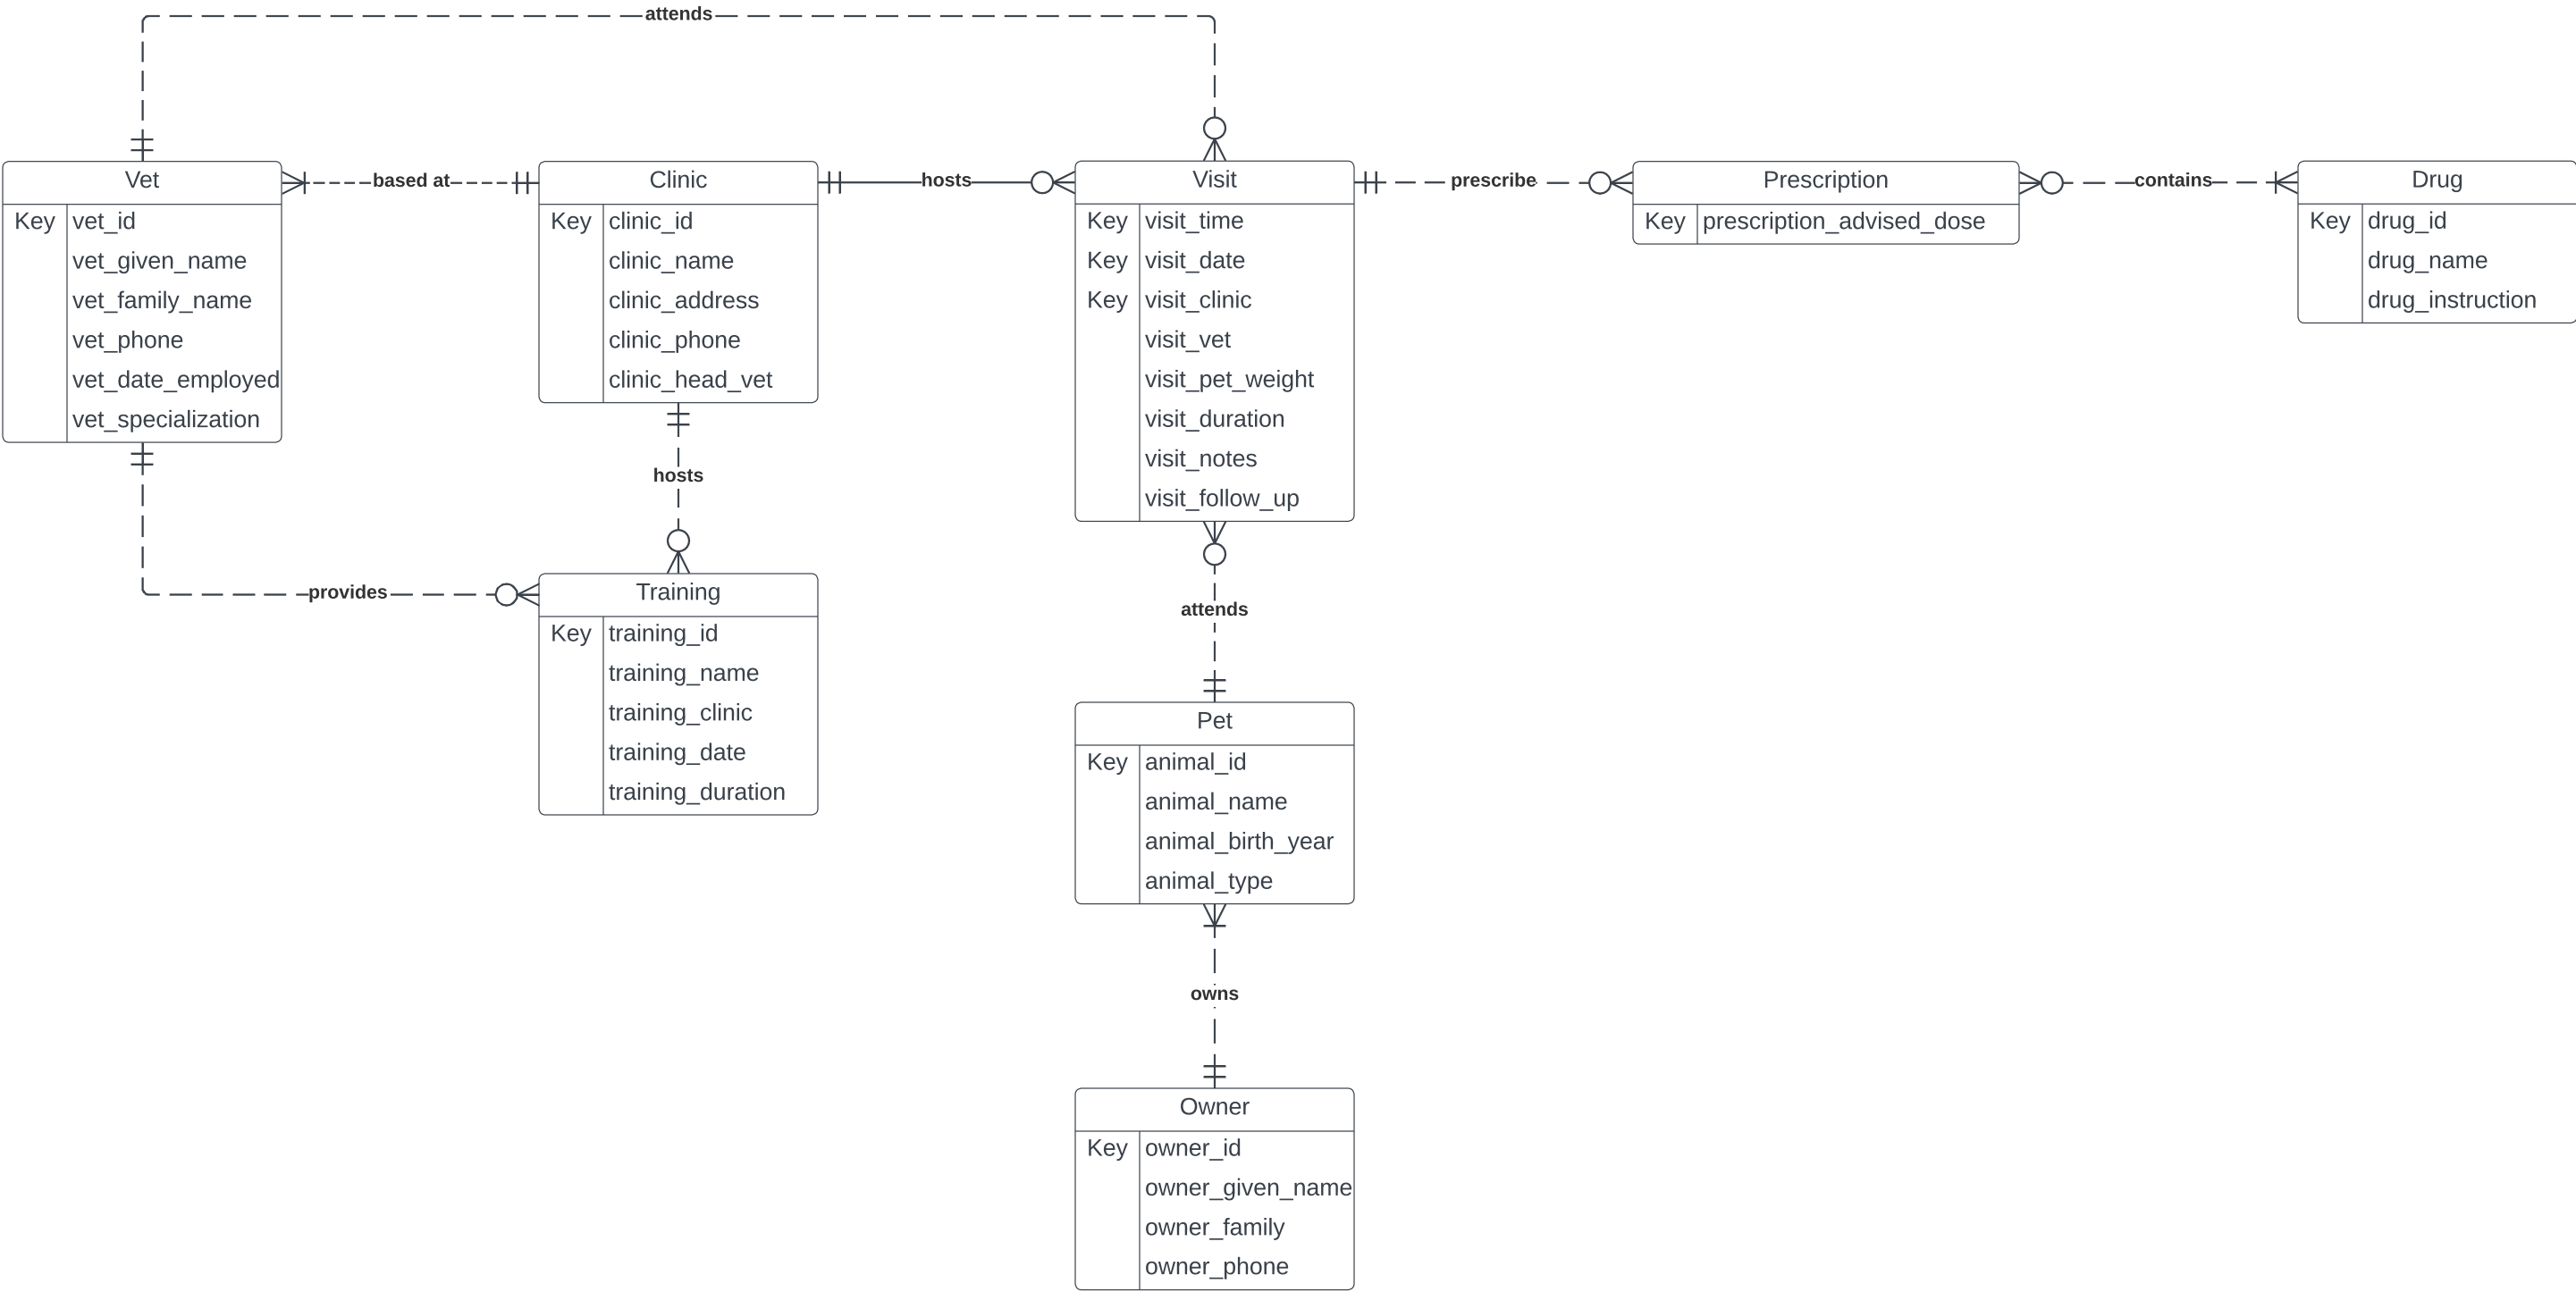 attends
Vet
Key vet_id
vet_given_name
vet_family_name
vet_phone
vet_date_employed
vet_specialization
based at
Clinic
Key clinic_id
clinic_name
clinic_address
clinic_phone
clinic_head_vet
hosts
Visit
Key visit_time
Key visit_date
Key visit_clinic
visit_vet
visit_pet_weight
visit_duration
visit_notes
visit_follow_up
prescribe
Prescription
Key prescription_advised_dose
contains
Drug
Key drug_id
drug_name
drug_instruction
hosts
provides
Training
Key training_id
training_name
training_clinic
training_date
training_duration
attends
Pet
Key animal_id
animal_name
animal_birth_year
animal_type
owns
Owner
Key owner_id
owner_given_name
owner_family
owner_phone